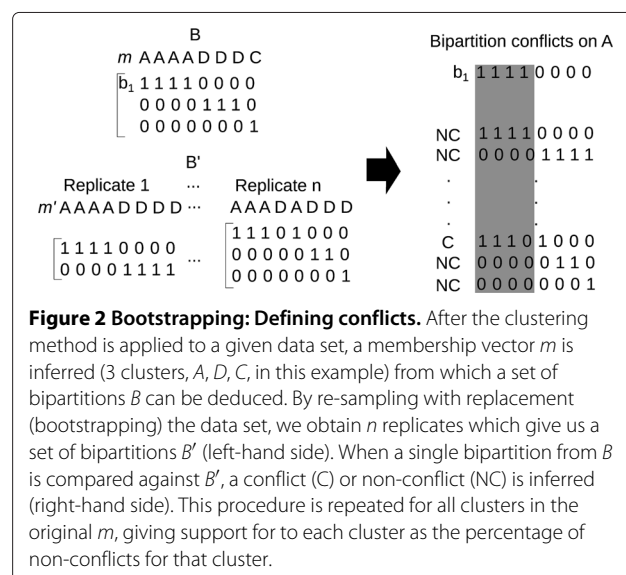 B
m A A A A D D D C
b1 1 1 1 1 0 0 0 0
0 0 0 0 1 1 1 0
0 0 0 0 0 0 0 1
B'
Replicate 1 ... Replicate n
m' A A A A D D D D ... A A A D A D D D
1 1 1 1 0 0 0 0
0 0 0 0 1 1 1 1
...
1 1 1 0 1 0 0 0
0 0 0 0 0 1 1 0
0 0 0 0 0 0 0 1
Bipartition conflicts on A
b1 1 1 1 1 0 0 0 0
NC 1 1 1 1 0 0 0 0
NC 0 0 0 0 1 1 1 1
. .
. .
. .
C 1 1 1 0 1 0 0 0
NC 0 0 0 0 0 1 1 0
NC 0 0 0 0 0 0 0 1
Figure 2 Bootstrapping: Defining conflicts. After the clustering
method is applied to a given data set, a membership vector m is
inferred (3 clusters, A, D, C, in this example) from which a set of
bipartitions B can be deduced. By re-sampling with replacement
(bootstrapping) the data set, we obtain n replicates which give us a
set of bipartitions B′ (left-hand side). When a single bipartition from B
is compared against B′, a conflict (C) or non-conflict (NC) is inferred
(right-hand side). This procedure is repeated for all clusters in the
original m, giving support for to each cluster as the percentage of
non-conflicts for that cluster.